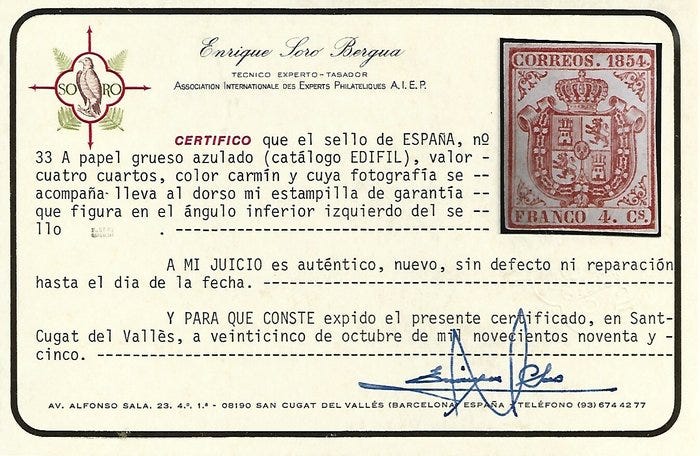 Enrique Soro Bergua
TECNICO EXPERTO-TASADOR
ASSOCIATION INTERNATIONALE DES EXPERTS PHILATELIQUES A.I.E.P.
SO RO
CORREOS. 1854.
FRANCO 4. CS.
CERTIFICO que el sello de ESPAÑA, nº
33 A papel grueso azulado (catálogo EDIFIL), valor -
cuatro cuartos, color carmín y cuya fotografía se --
acompaña lleva al dorso mi estampilla de garantía --
que figura en el ángulo inferior izquierdo del se --
llo . ------------------------------
A MI JUICIO es auténtico, nuevo, sin defecto ni reparación
hasta el día de la fecha. ----------------------------------------
Y PARA QUE CONSTE expido el presente certificado, en Sant-
Cugat del Vallès, a veinticinco de octubre de mil novecientos noventa y -
cinco. ----------------------------------------------------------
AV. ALFONSO SALA, 23, 4.º, 1.ª - 08190 SAN CUGAT DEL VALLÉS (BARCELONA) ESPAÑA - TELÉFONO (93) 674 42 77